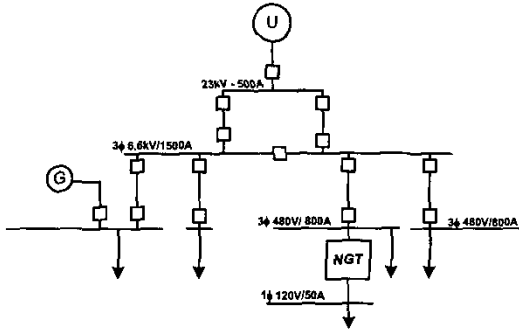 U
23kV - 500A
3ϕ 6.6kV/1500A
G
3ϕ 480V/ 800A
3ϕ 480V/800A
NGT
1ϕ 120V/50A